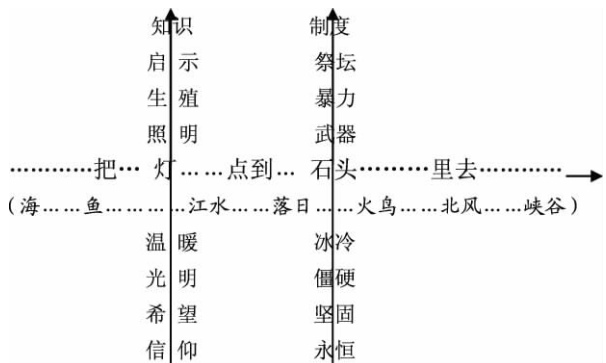 知识 制度
启示 祭坛
生殖 暴力
照明 武器
…………把…灯……点到…石头………里去…………
(海……鱼…………江水……落日……火鸟……北风……峡谷)
温暖 冰冷
光明 僵硬
希望 坚固
信仰 永恒